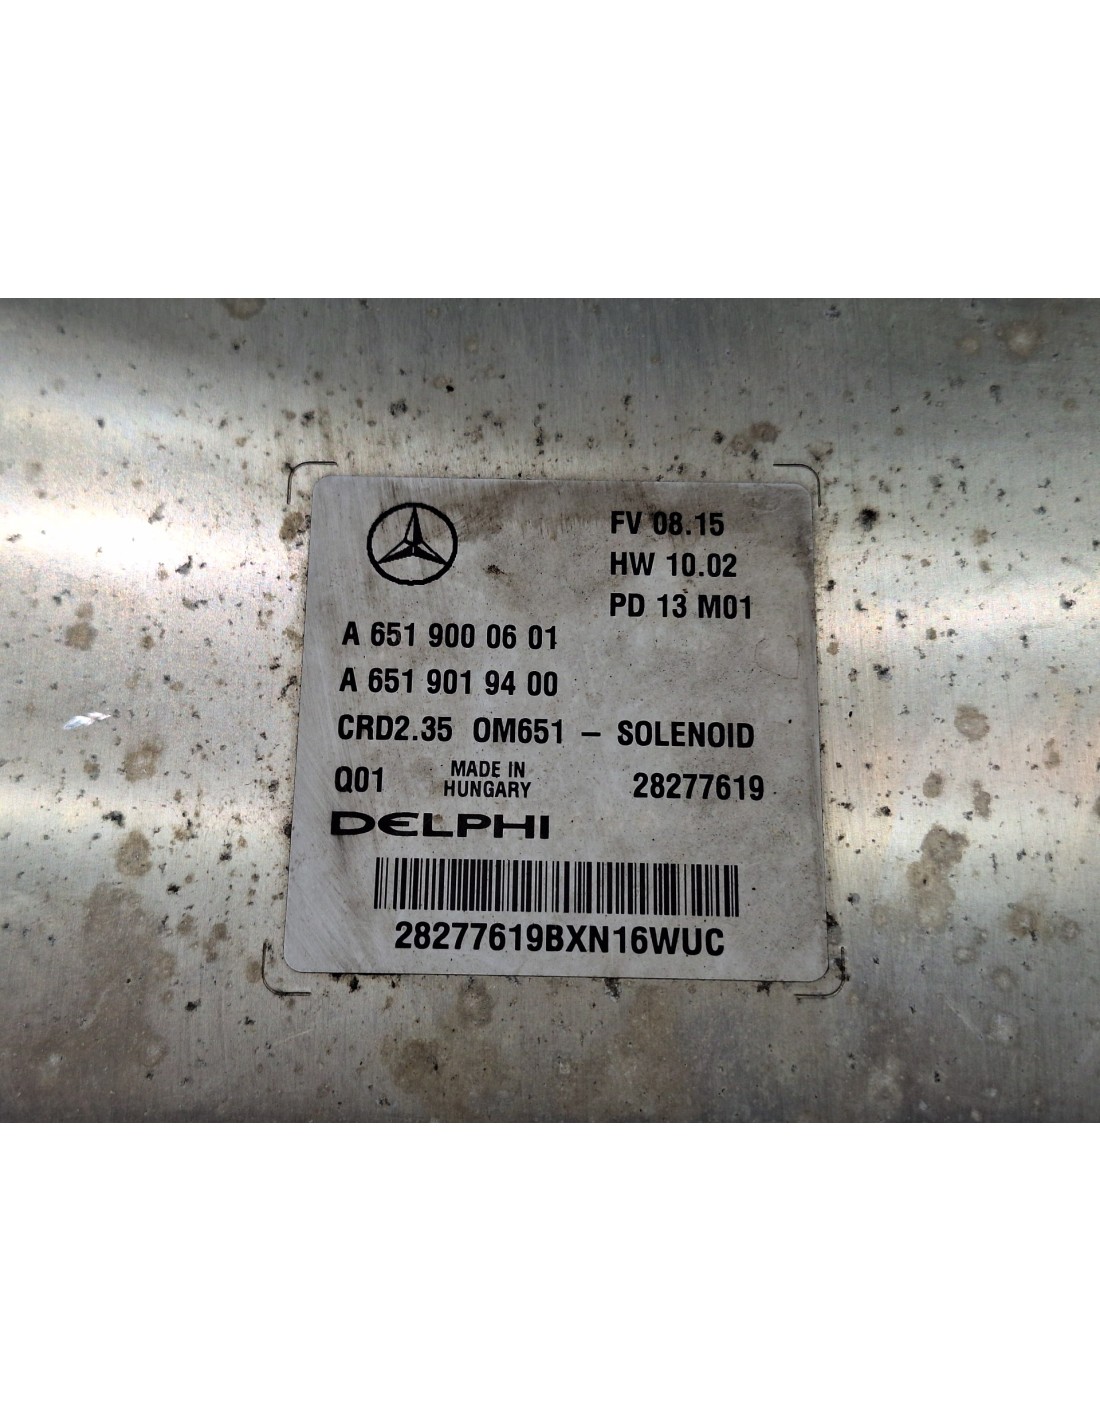 FV 08.15
HW 10.02
PD 13 M01
A 651 900 06 01
A 651 901 94 00
CRD2.35 OM651 – SOLENOID
Q01 MADE IN HUNGARY 28277619
DELPHI
28277619BXN16WUC